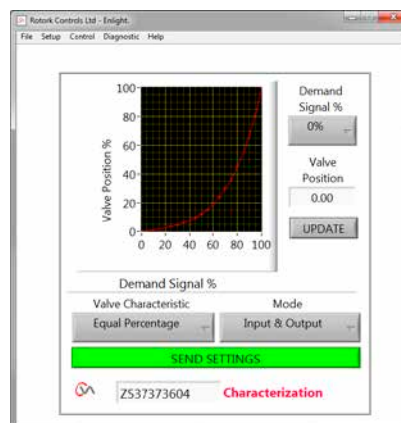 Rotork Controls Ltd - Enlight.
File Setup Control Diagnostic Help
Demand
Signal %
0%
Valve
Position
0.00
UPDATE
Valve Position %
100
80
60
40
20
0
0 20 40 60 80 100
Demand Signal %
Valve Characteristic Mode
Equal Percentage Input & Output
SEND SETTINGS
ZS37373604 Characterization